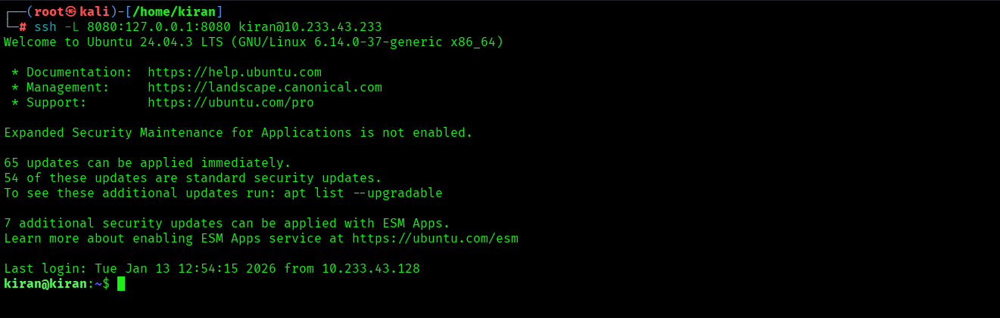 ┌──(root㉿kali)-[/home/kiran]
└─# ssh -L 8080:127.0.0.1:8080 kiran@10.233.43.233
Welcome to Ubuntu 24.04.3 LTS (GNU/Linux 6.14.0-37-generic x86_64)
* Documentation:  https://help.ubuntu.com
* Management:     https://landscape.canonical.com
* Support:        https://ubuntu.com/pro
Expanded Security Maintenance for Applications is not enabled.
65 updates can be applied immediately.
54 of these updates are standard security updates.
To see these additional updates run: apt list --upgradable
7 additional security updates can be applied with ESM Apps.
Learn more about enabling ESM Apps service at https://ubuntu.com/esm
Last login: Tue Jan 13 12:54:15 2026 from 10.233.43.128
kiran@kiran:~$